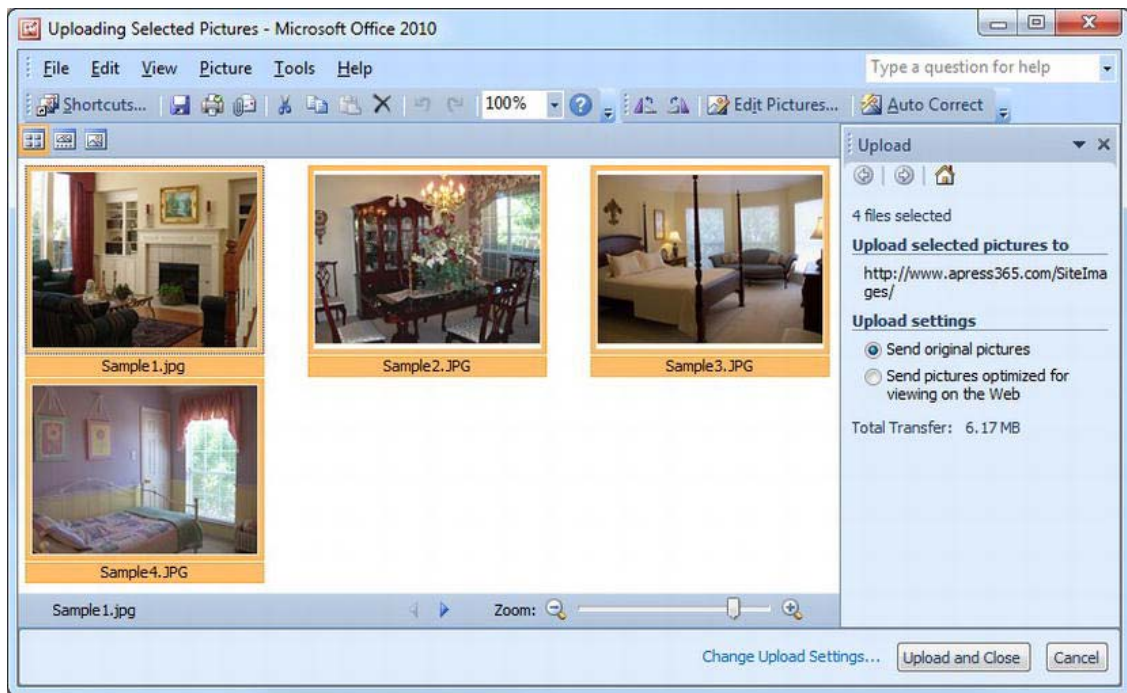 Uploading Selected Pictures - Microsoft Office 2010
File Edit View Picture Tools Help
Type a question for help
Shortcuts... 100% Edit Pictures... Auto Correct
Upload
4 files selected
Upload selected pictures to
http://www.apress365.com/SiteIma
ges/
Upload settings
Send original pictures
Send pictures optimized for
viewing on the Web
Total Transfer: 6.17 MB
Sample1.jpg
Sample2.JPG
Sample3.JPG
Sample4.JPG
Sample1.jpg
Zoom:
Change Upload Settings... Upload and Close Cancel